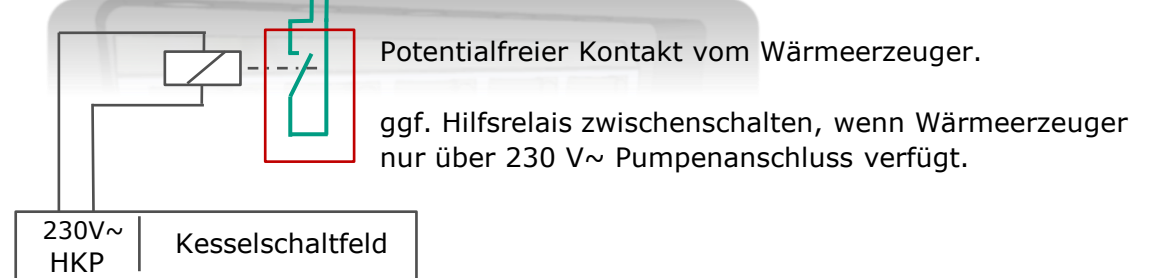 Potentialfreier Kontakt vom Wärmeerzeuger.
ggf. Hilfsrelais zwischenschalten, wenn Wärmeerzeuger
nur über 230 V~ Pumpenanschluss verfügt.
230V~
HKP
Kesselschaltfeld